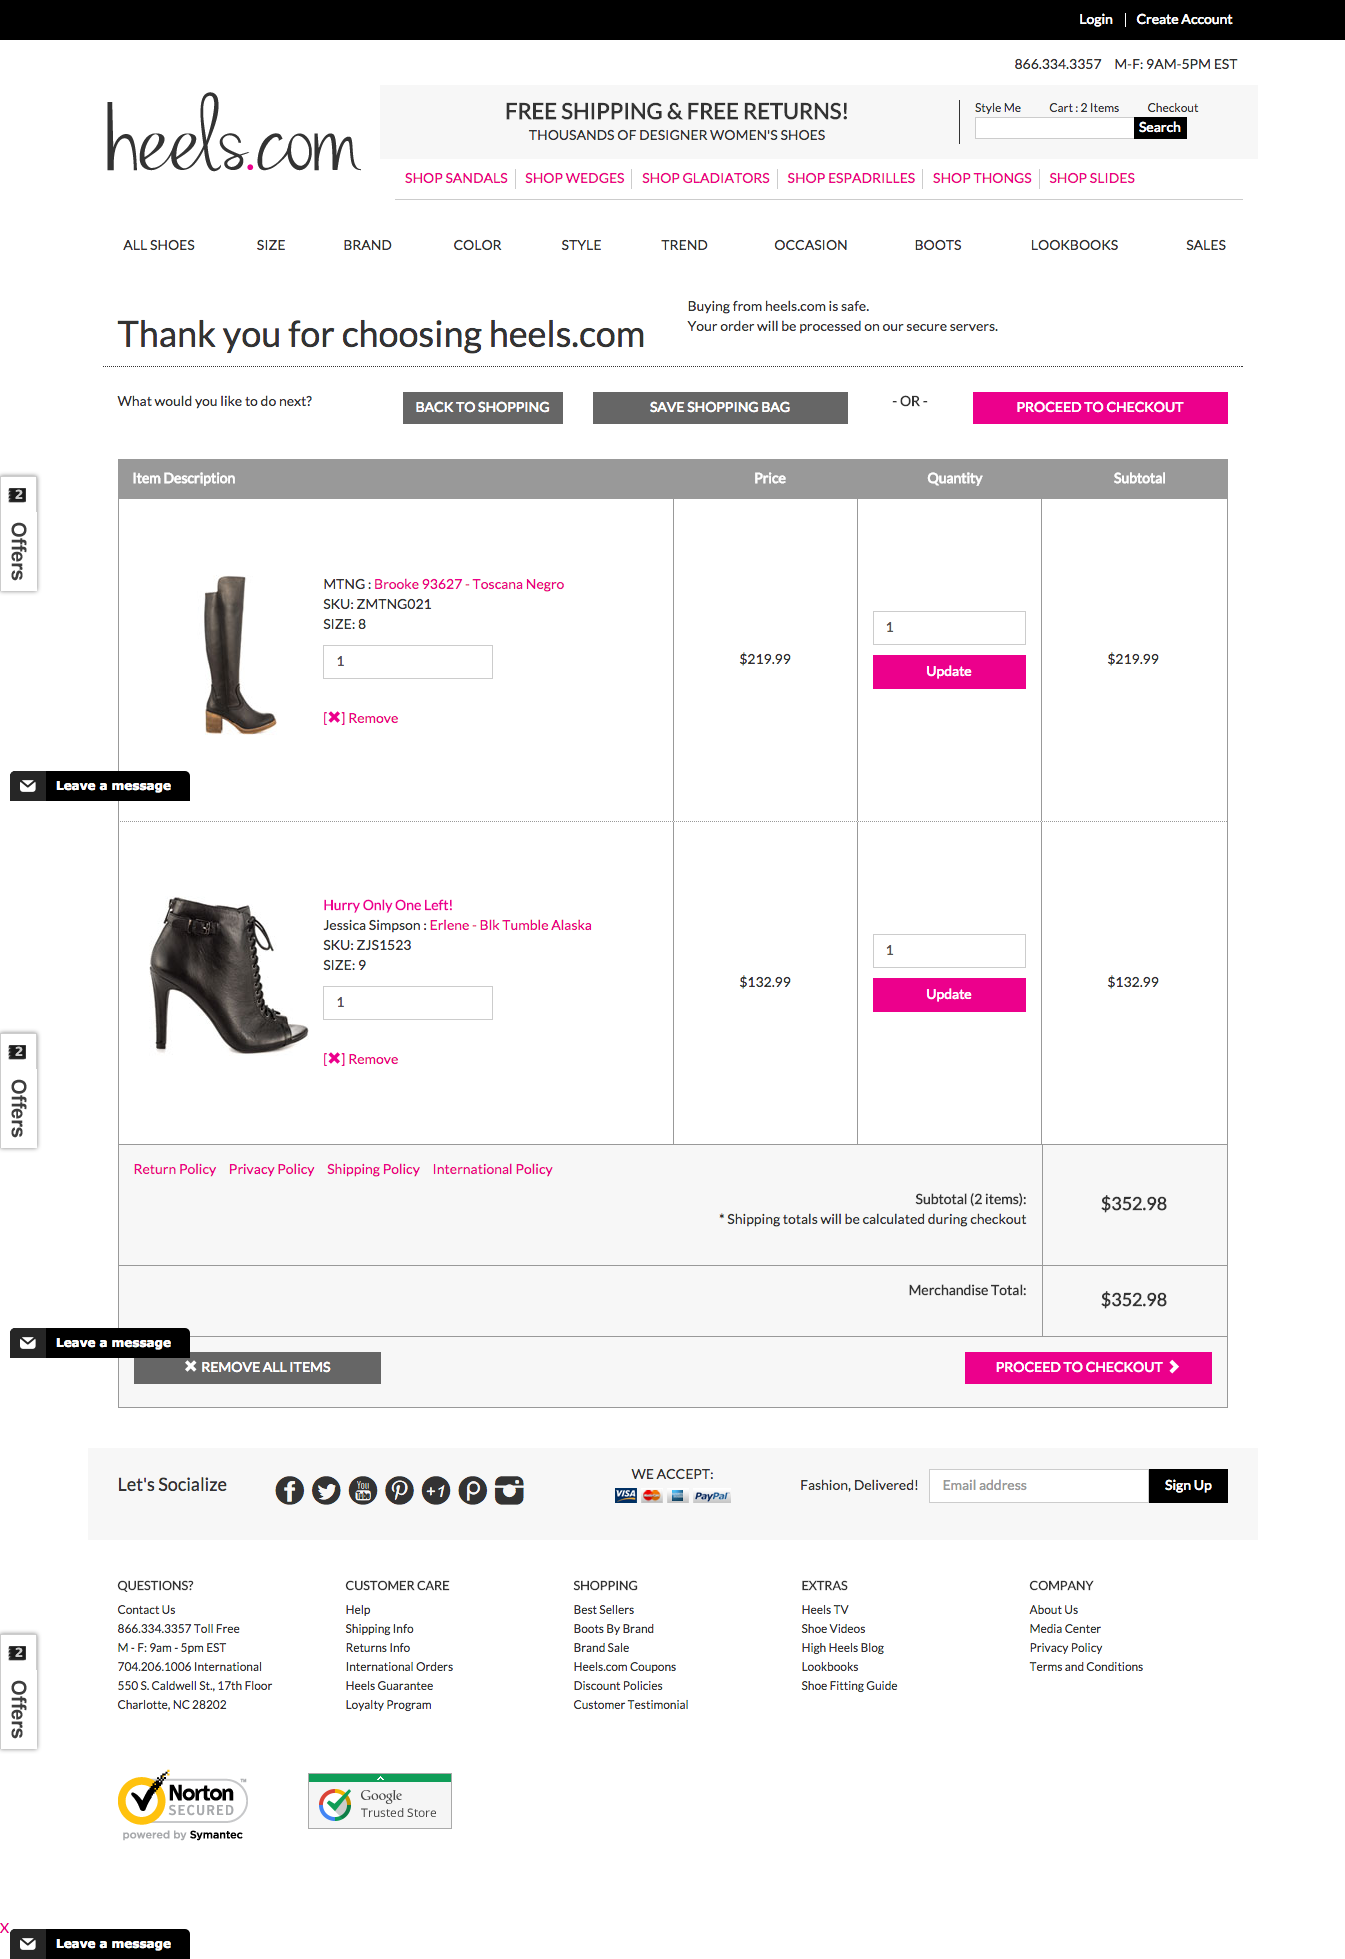 Login | Create Account
866.334.3357 M-F: 9AM-5PM EST
heels.com
FREE SHIPPING & FREE RETURNS!
THOUSANDS OF DESIGNER WOMEN'S SHOES
Style Me Cart : 2 Items Checkout
Search
SHOP SANDALS SHOP WEDGES SHOP GLADIATORS SHOP ESPADRILLES SHOP THONGS SHOP SLIDES
ALL SHOES SIZE BRAND COLOR STYLE TREND OCCASION BOOTS LOOKBOOKS SALES
Thank you for choosing heels.com
Buying from heels.com is safe.
Your order will be processed on our secure servers.
What would you like to do next? BACK TO SHOPPING SAVE SHOPPING BAG - OR - PROCEED TO CHECKOUT
Item Description Price Quantity Subtotal
2 Offers
MTNG : Brooke 93627 - Toscana Negro
SKU: ZMTNG021
SIZE: 8
1
[✖] Remove
$219.99
1
Update
$219.99
Leave a message
Hurry Only One Left!
Jessica Simpson : Erlene - Blk Tumble Alaska
SKU: ZJS1523
SIZE: 9
1
[✖] Remove
$132.99
1
Update
$132.99
2 Offers
Return Policy Privacy Policy Shipping Policy International Policy
Subtotal (2 items):
* Shipping totals will be calculated during checkout
$352.98
Merchandise Total:
$352.98
Leave a message
✖ REMOVE ALL ITEMS
PROCEED TO CHECKOUT
Let's Socialize
You Tube
+1
WE ACCEPT:
VISA PayPal
Fashion, Delivered! Email address Sign Up
QUESTIONS?
Contact Us
866.334.3357 Toll Free
M - F: 9am - 5pm EST
704.206.1006 International
550 S. Caldwell St., 17th Floor
Charlotte, NC 28202
CUSTOMER CARE
Help
Shipping Info
Returns Info
International Orders
Heels Guarantee
Loyalty Program
SHOPPING
Best Sellers
Boots By Brand
Brand Sale
Heels.com Coupons
Discount Policies
Customer Testimonial
EXTRAS
Heels TV
Shoe Videos
High Heels Blog
Lookbooks
Shoe Fitting Guide
COMPANY
About Us
Media Center
Privacy Policy
Terms and Conditions
2 Offers
Norton
SECURED
powered by Symantec
Google
Trusted Store
X
Leave a message